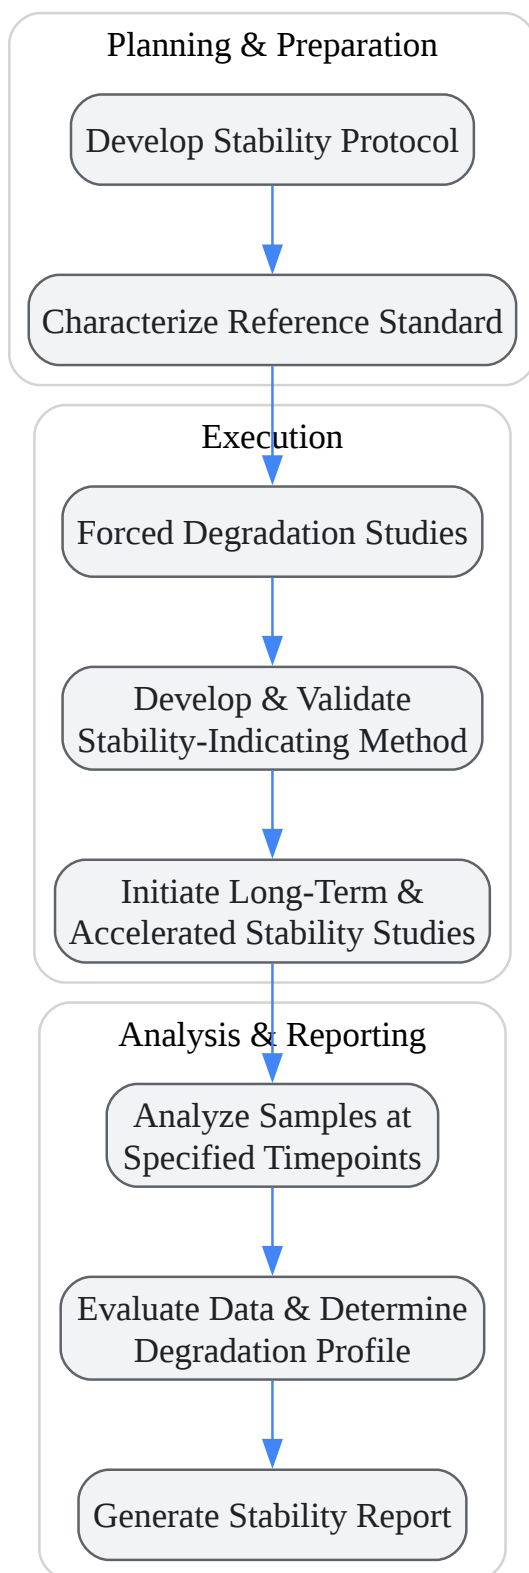 Planning & Preparation
Develop Stability Protocol
Characterize Reference Standard
Execution
Forced Degradation Studies
Develop & Validate
Stability-Indicating Method
Initiate Long-Term &
Accelerated Stability Studies
Analysis & Reporting
Analyze Samples at
Specified Timepoints
Evaluate Data & Determine
Degradation Profile
Generate Stability Report